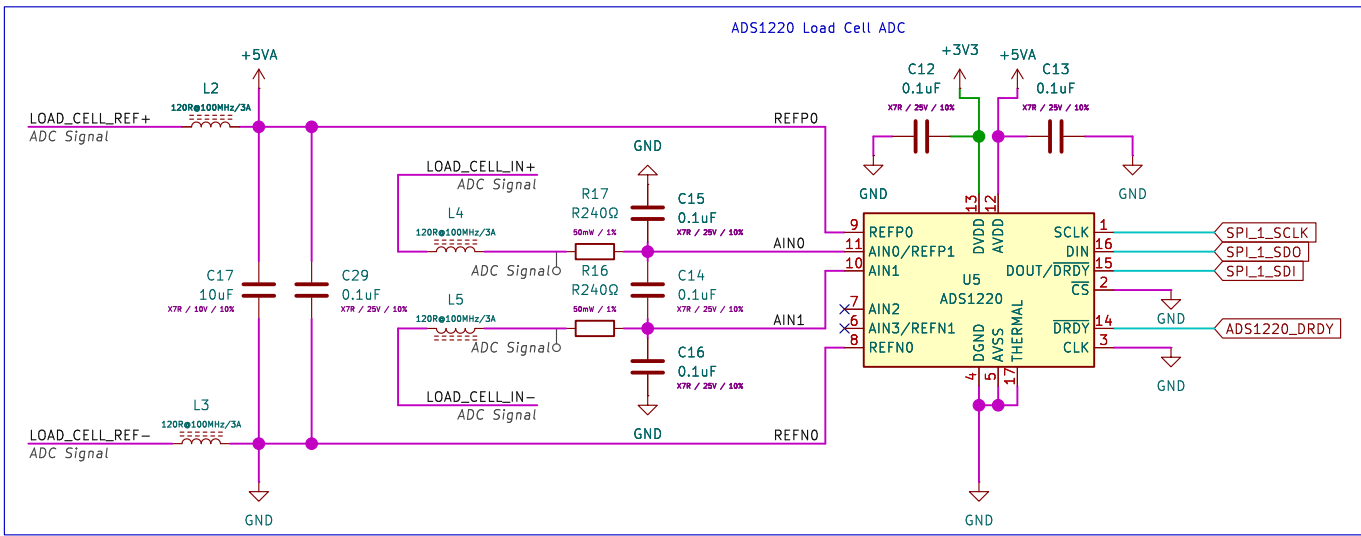 ADS1220 Load Cell ADC
+5VA
L2
120R@100MHz/3A
LOAD_CELL_REF+
ADC Signal
REFP0
C12
0.1uF
X7R / 25V / 10%
+3V3
+5VA
C13
0.1uF
X7R / 25V / 10%
GND
GND
GND
LOAD_CELL_IN+
ADC Signal
L4
120R@100MHz/3A
R17
R240Ω
50mW / 1%
ADC Signal
C15
0.1uF
X7R / 25V / 10%
AIN0
C17
10uF
X7R / 10V / 10%
C29
0.1uF
X7R / 25V / 10%
L5
120R@100MHz/3A
R16
R240Ω
50mW / 1%
ADC Signal
C14
0.1uF
X7R / 25V / 10%
AIN1
C16
0.1uF
X7R / 25V / 10%
LOAD_CELL_IN-
ADC Signal
GND
L3
120R@100MHz/3A
LOAD_CELL_REF-
ADC Signal
REFN0
GND
13
12
DVDD
AVDD
9
REFP0
11
AIN0/REFP1
10
AIN1
7
AIN2
6
AIN3/REFN1
8
REFN0
U5
ADS1220
SCLK
1
SPI_1_SCLK
DIN
16
SPI_1_SDO
DOUT/DRDY
15
SPI_1_SDI
CS
2
GND
DRDY
14
ADS1220_DRDY
CLK
3
GND
DGND
AVSS
THERMAL
4
5
17
GND